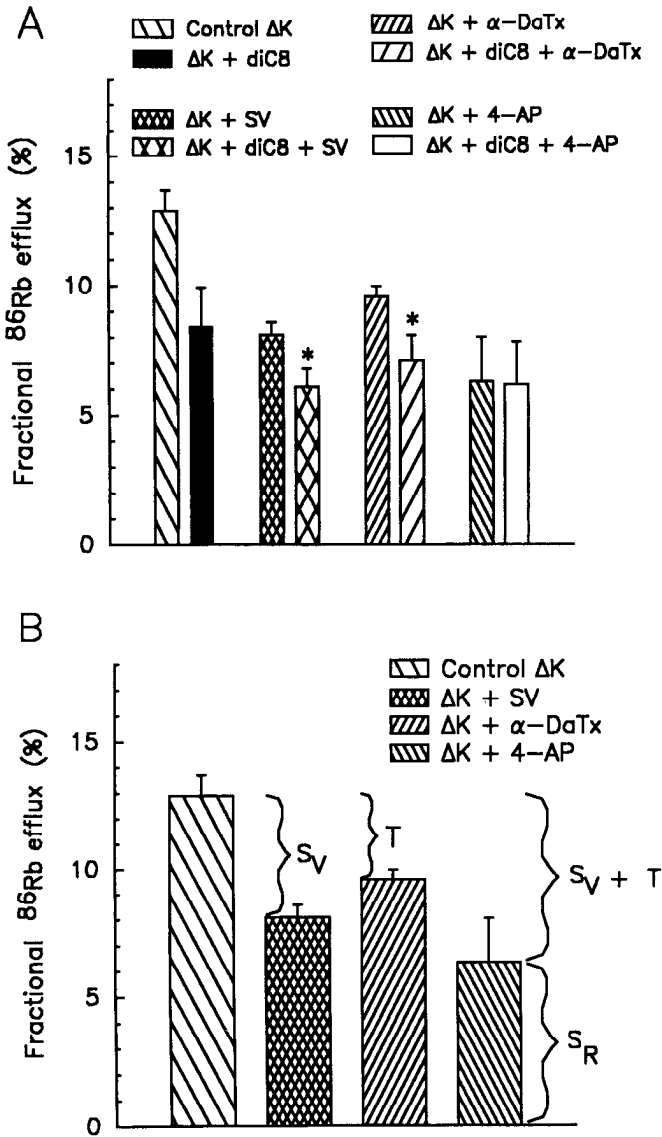 A
Control ΔK
ΔK + diC8
ΔK + α-DaTx
ΔK + diC8 + α-DaTx
ΔK + SV
ΔK + diC8 + SV
ΔK + 4-AP
ΔK + diC8 + 4-AP
Fractional 86Rb efflux (%)
15
10
5
0
*
*
B
Control ΔK
ΔK + SV
ΔK + α-DaTx
ΔK + 4-AP
Fractional 86Rb efflux (%)
15
10
5
0
SV
T
SV + T
SR